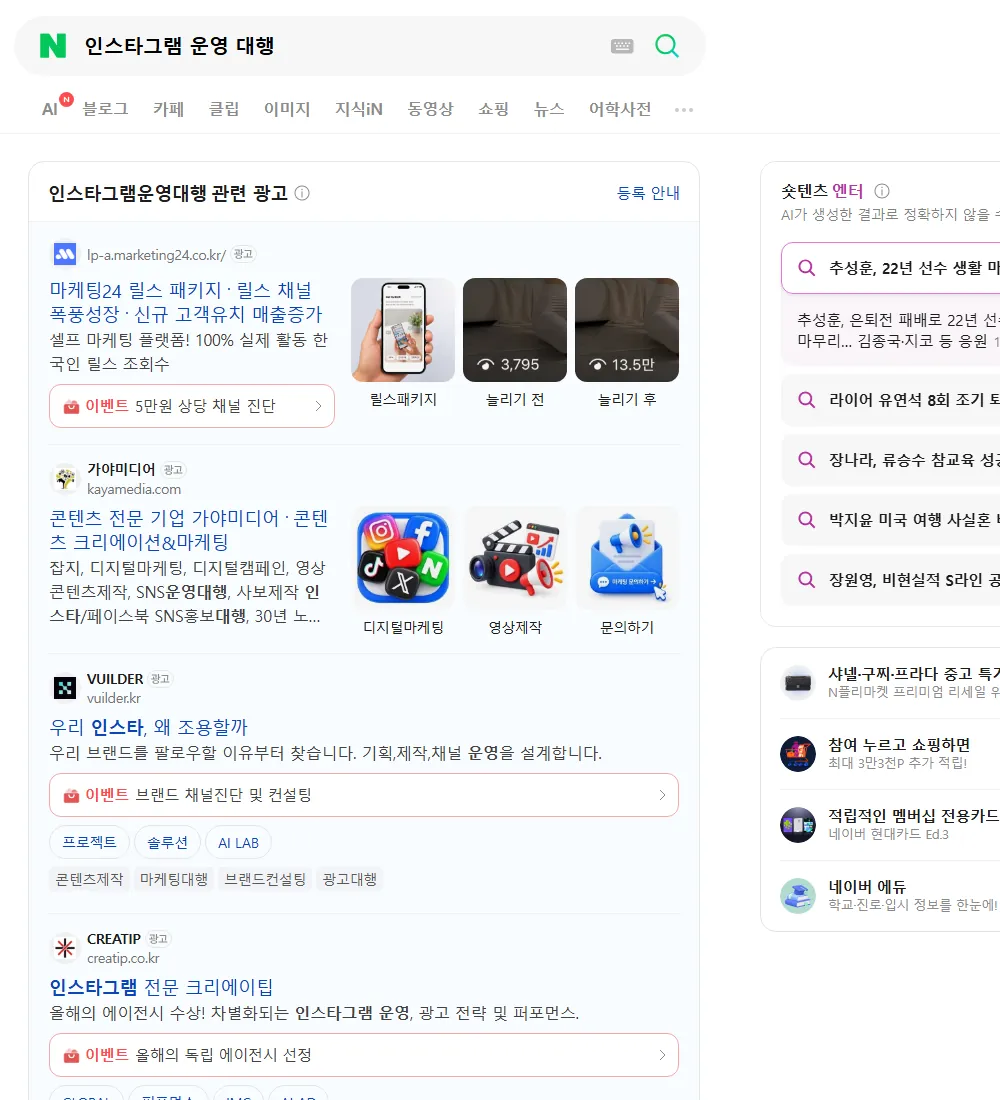 인스타그램 운영 대행
AI N 블로그 카페 클립 이미지 지식iN 동영상 쇼핑 뉴스 어학사전
인스타그램운영대행 관련 광고
등록 안내
lp-a.marketing24.co.kr/ 광고
마케팅24 릴스 패키지 · 릴스 채널
폭풍성장 · 신규 고객유치 매출증가
셀프 마케팅 플랫폼! 100% 실제 활동 한
국인 릴스 조회수
이벤트 5만원 상당 채널 진단
3,795
13.5만
릴스패키지
늘리기 전
늘리기 후
가야미디어 광고
kayamedia.com
콘텐츠 전문 기업 가야미디어 · 콘텐
츠 크리에이션&마케팅
잡지, 디지털마케팅, 디지털캠페인, 영상
콘텐츠제작, SNS운영대행, 사보제작 인
스타/페이스북 SNS홍보대행, 30년 노...
마케팅 문의하기
디지털마케팅
영상제작
문의하기
VUILDER 광고
vuilder.kr
우리 인스타, 왜 조용할까
우리 브랜드를 팔로우할 이유부터 찾습니다. 기획,제작,채널 운영을 설계합니다.
이벤트 브랜드 채널진단 및 컨설팅
프로젝트 솔루션 AI LAB
콘텐츠제작 마케팅대행 브랜드컨설팅 광고대행
CREATIP 광고
creatip.co.kr
인스타그램 전문 크리에이팁
올해의 에이전시 수상! 차별화되는 인스타그램 운영, 광고 전략 및 퍼포먼스.
이벤트 올해의 독립 에이전시 선정
GLOBAL 퍼포먼스 IMC AI AD
숏텐츠 엔터
AI가 생성한 결과로 정확하지 않을
추성훈, 22년 선수 생활
추성훈, 은퇴전 패배로 22년
마무리... 김종국·지코 등 응원
라이어 유연석 8회 조기
장나라, 류승수 참교육
박지윤 미국 여행 사실혼
장원영, 비현실적 S라인
샤넬·구찌·프라다 중고
N플리마켓 프리미엄 리세일
참여 누르고 쇼핑하면
최대 3만3천P 추가 적립!
적립적인 멤버십 전용카드
네이버 현대카드 Ed.3
네이버 에듀
학교·진로·입시 정보를 한눈에!